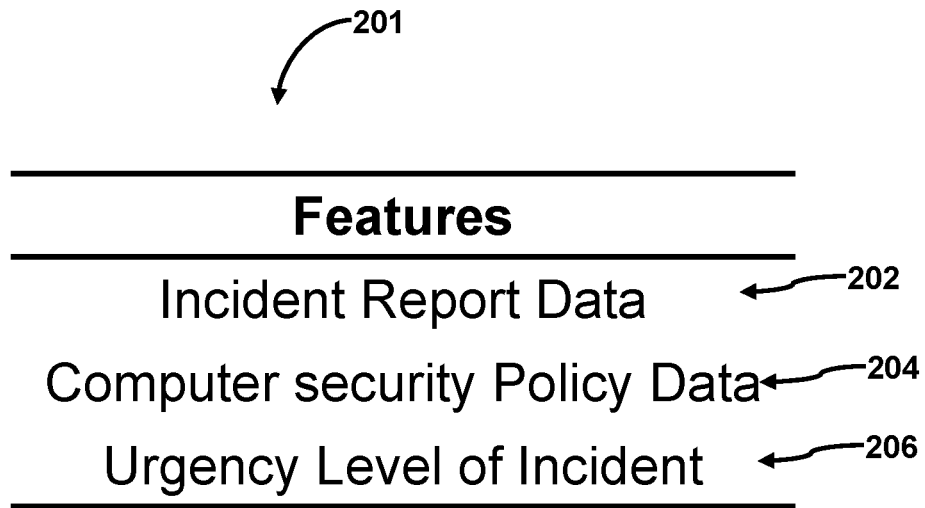 201
Features
Incident Report Data 202
Computer security Policy Data 204
Urgency Level of Incident 206